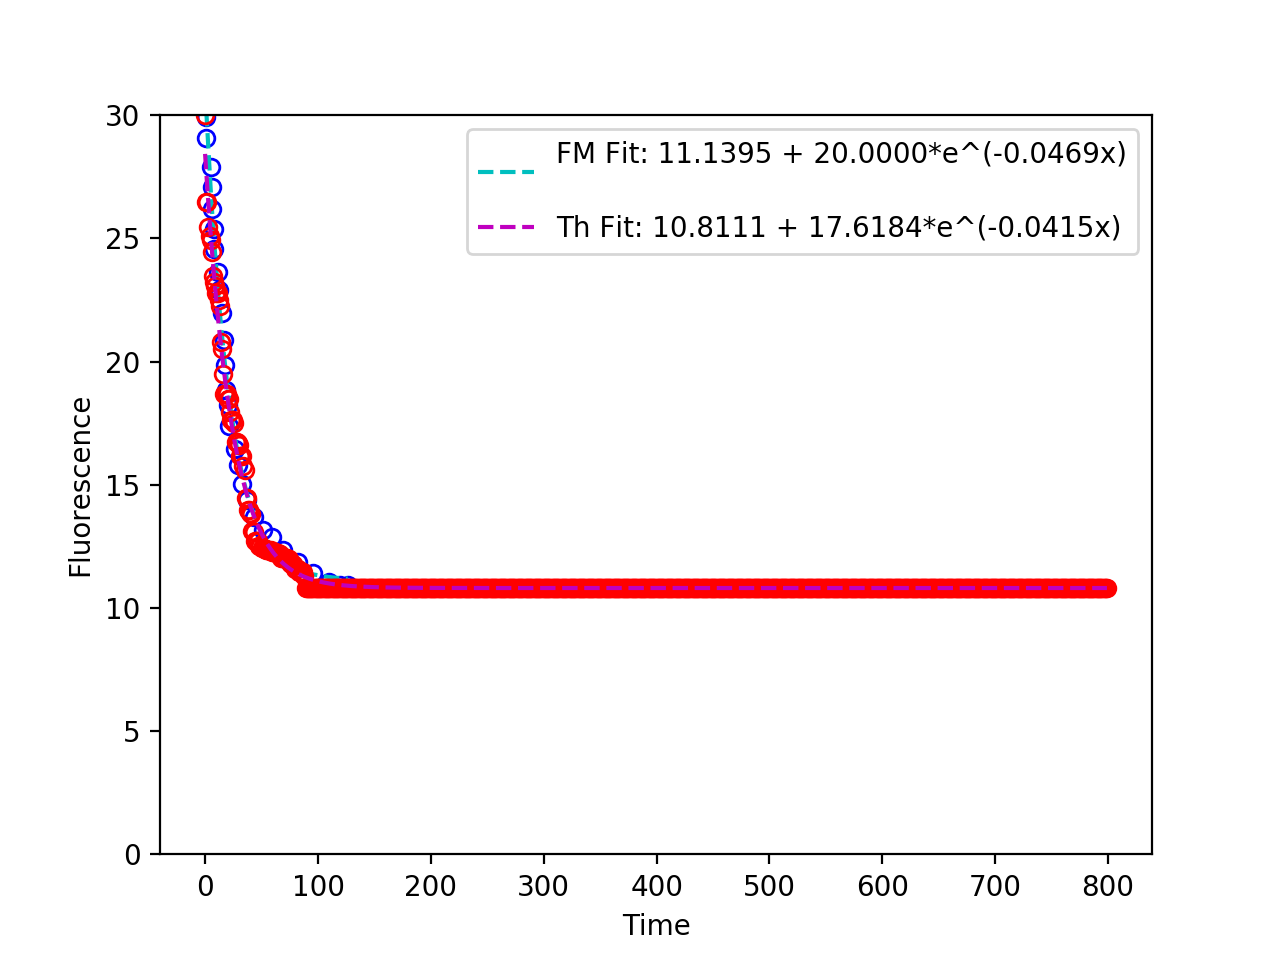 30
25
20
15
10
5
0
Fluorescence
FM Fit: 11.1395 + 20.0000*e^(-0.0469x)
Th Fit: 10.8111 + 17.6184*e^(-0.0415x)
0 100 200 300 400 500 600 700 800
Time